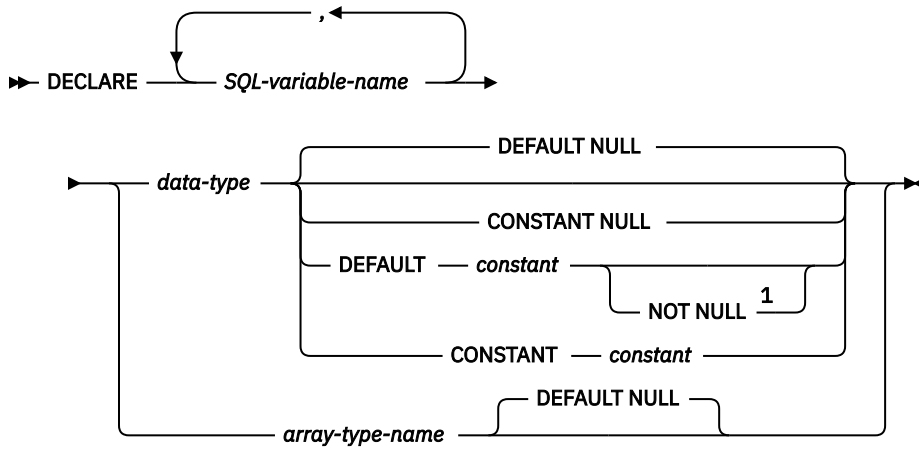 ,
DECLARE SQL-variable-name
DEFAULT NULL
data-type
CONSTANT NULL
DEFAULT constant
NOT NULL 1
CONSTANT constant
DEFAULT NULL
array-type-name